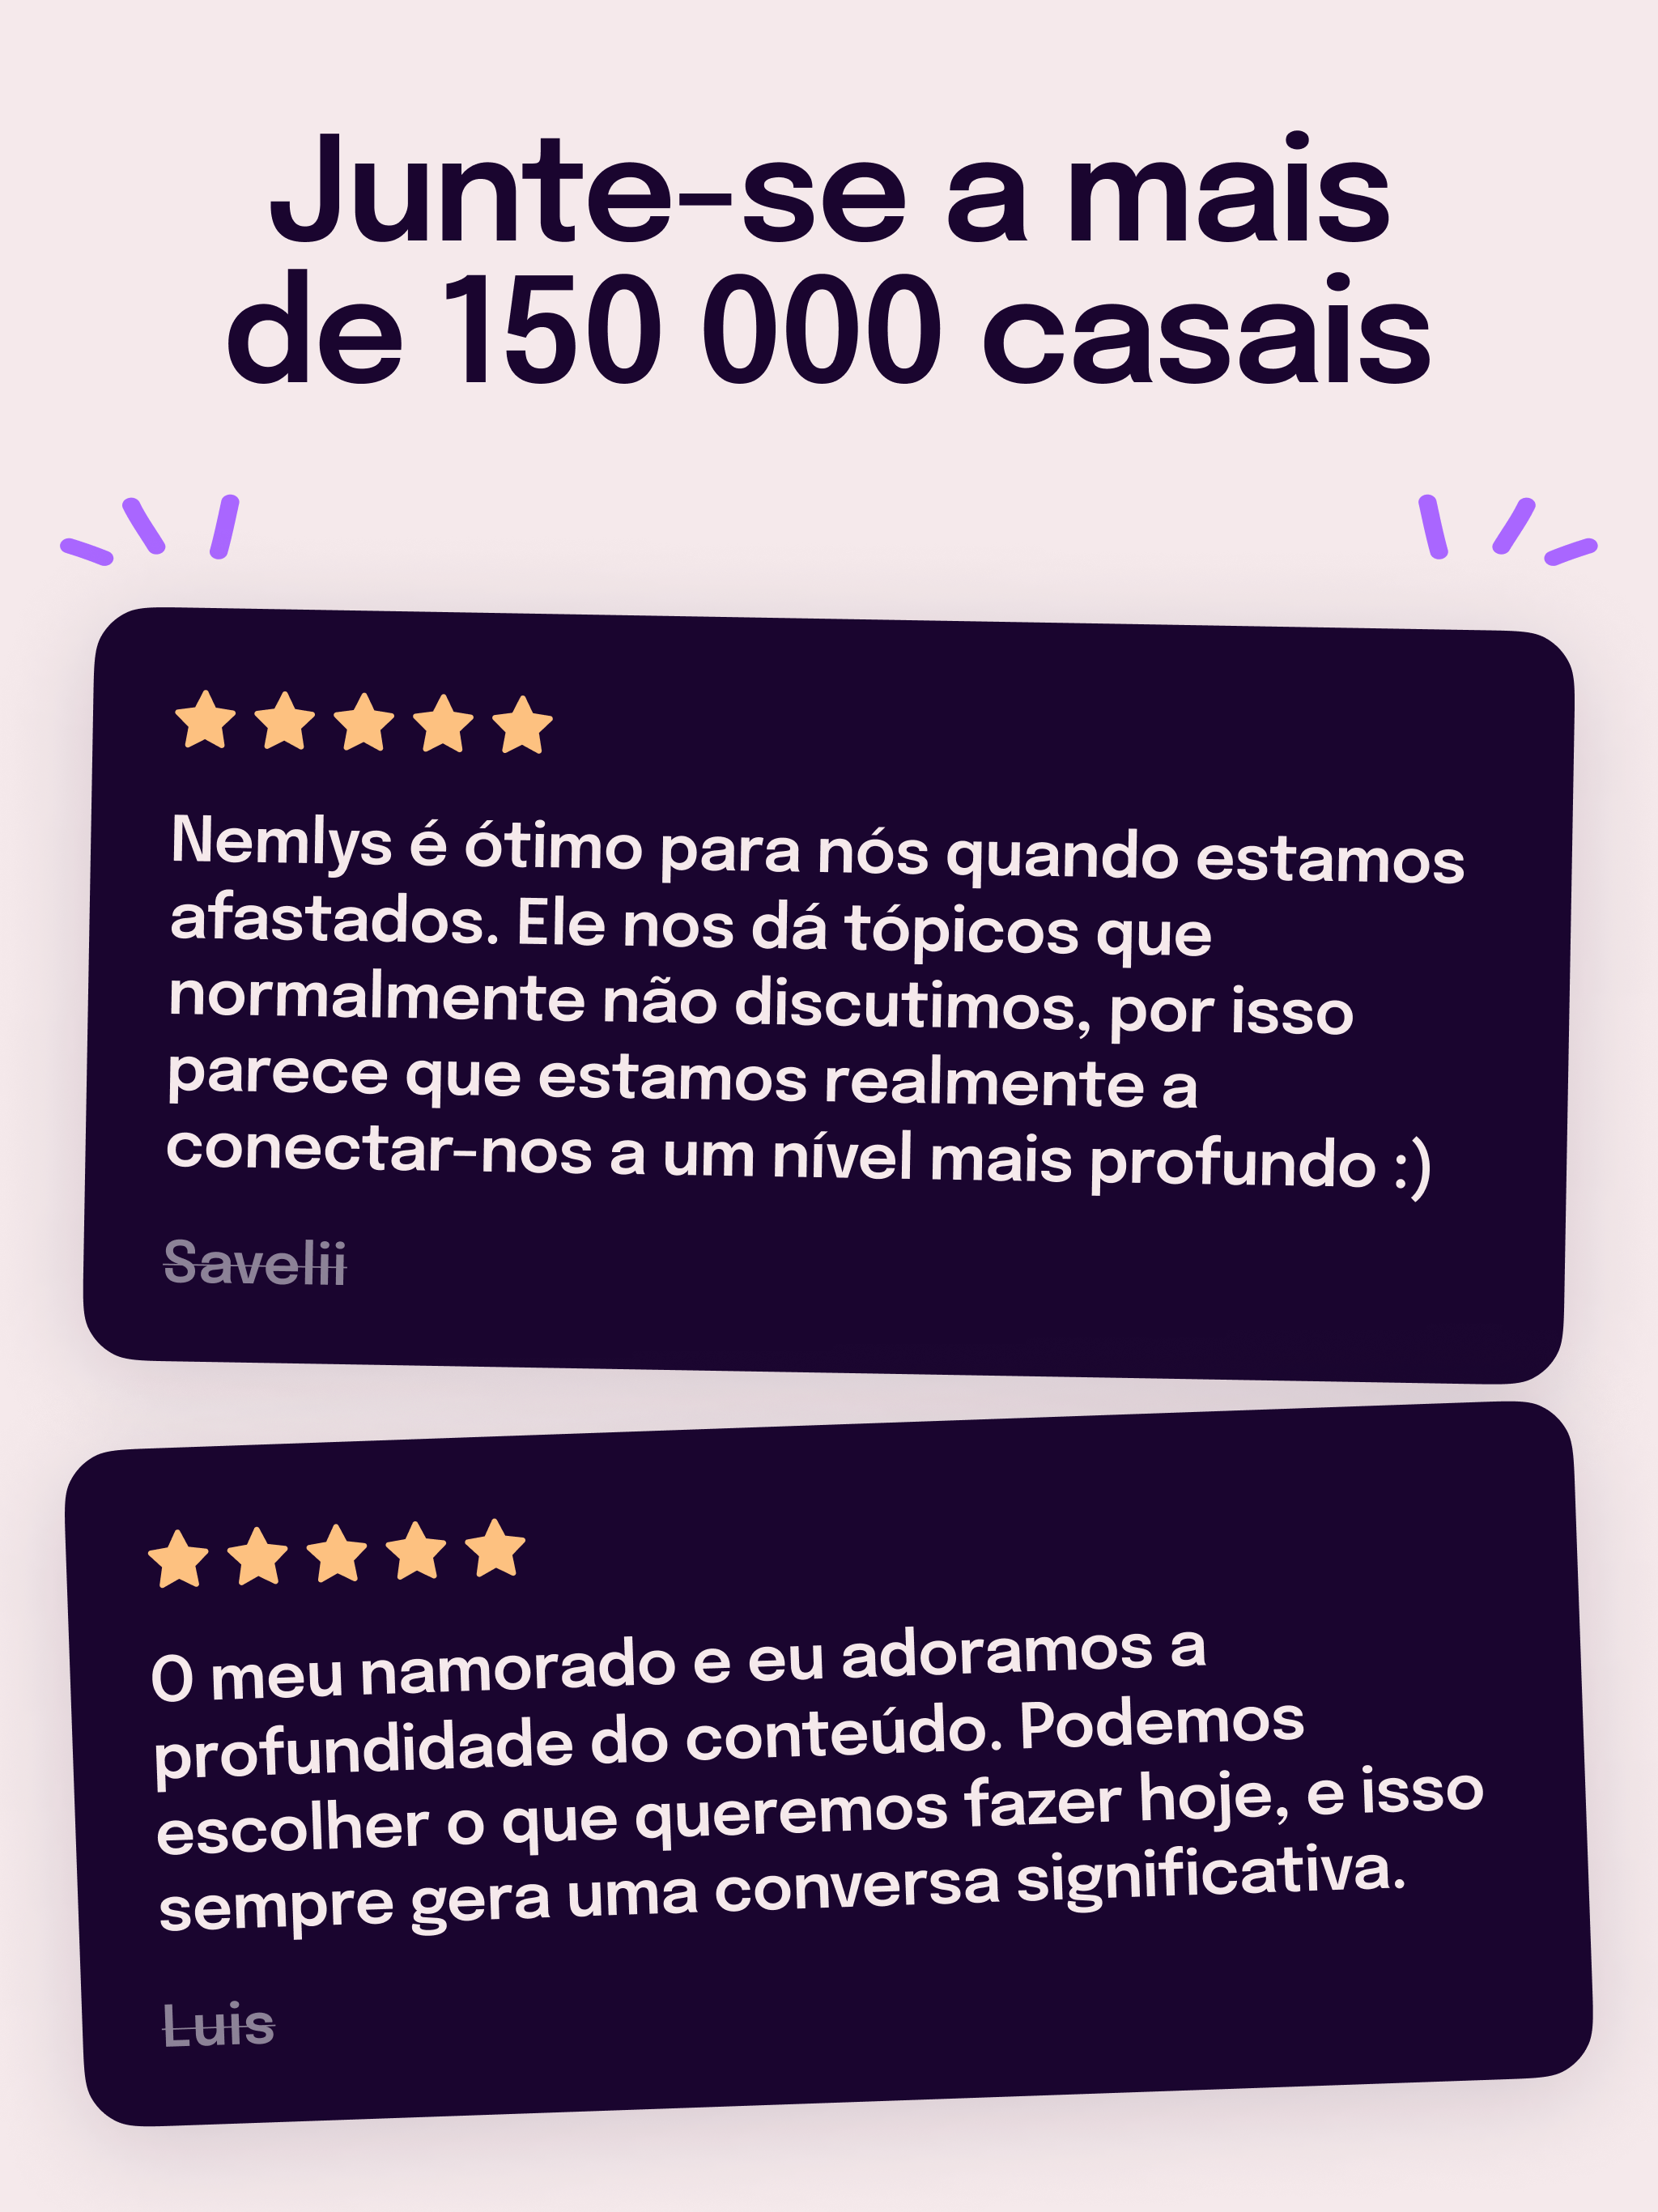 Junte-se a mais
de 150 000 casais
Nemlys é ótimo para nós quando estamos
afastados. Ele nos dá tópicos que
normalmente não discutimos, por isso
parece que estamos realmente a
conectar-nos a um nível mais profundo :)
Savelii
O meu namorado e eu adoramos a
profundidade do conteúdo. Podemos
escolher o que queremos fazer hoje, e isso
sempre gera uma conversa significativa.
Luis